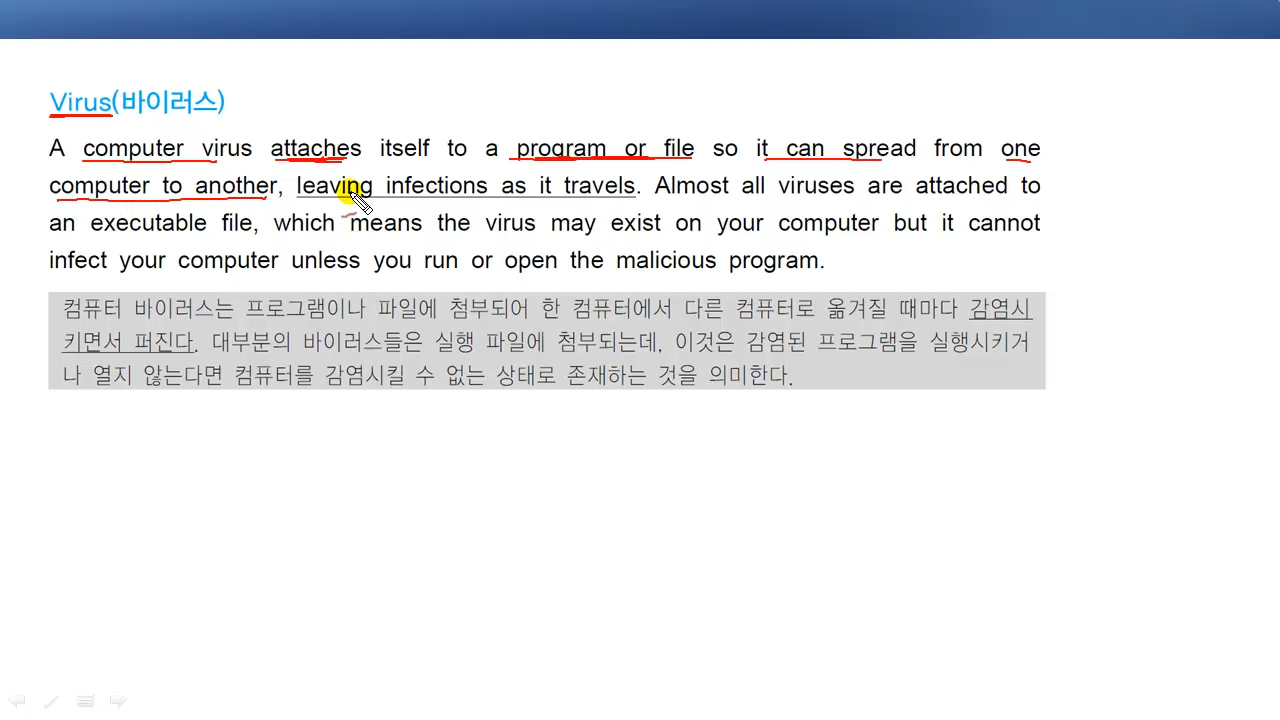 Virus(바이러스)
A computer virus attaches itself to a program or file so it can spread from one
computer to another, leaving infections as it travels. Almost all viruses are attached to
an executable file, which means the virus may exist on your computer but it cannot
infect your computer unless you run or open the malicious program.
컴퓨터 바이러스는 프로그램이나 파일에 첨부되어 한 컴퓨터에서 다른 컴퓨터로 옮겨질 때마다 감염시
키면서 퍼진다. 대부분의 바이러스들은 실행 파일에 첨부되는데, 이것은 감염된 프로그램을 실행시키거
나 열지 않는다면 컴퓨터를 감염시킬 수 없는 상태로 존재하는 것을 의미한다.